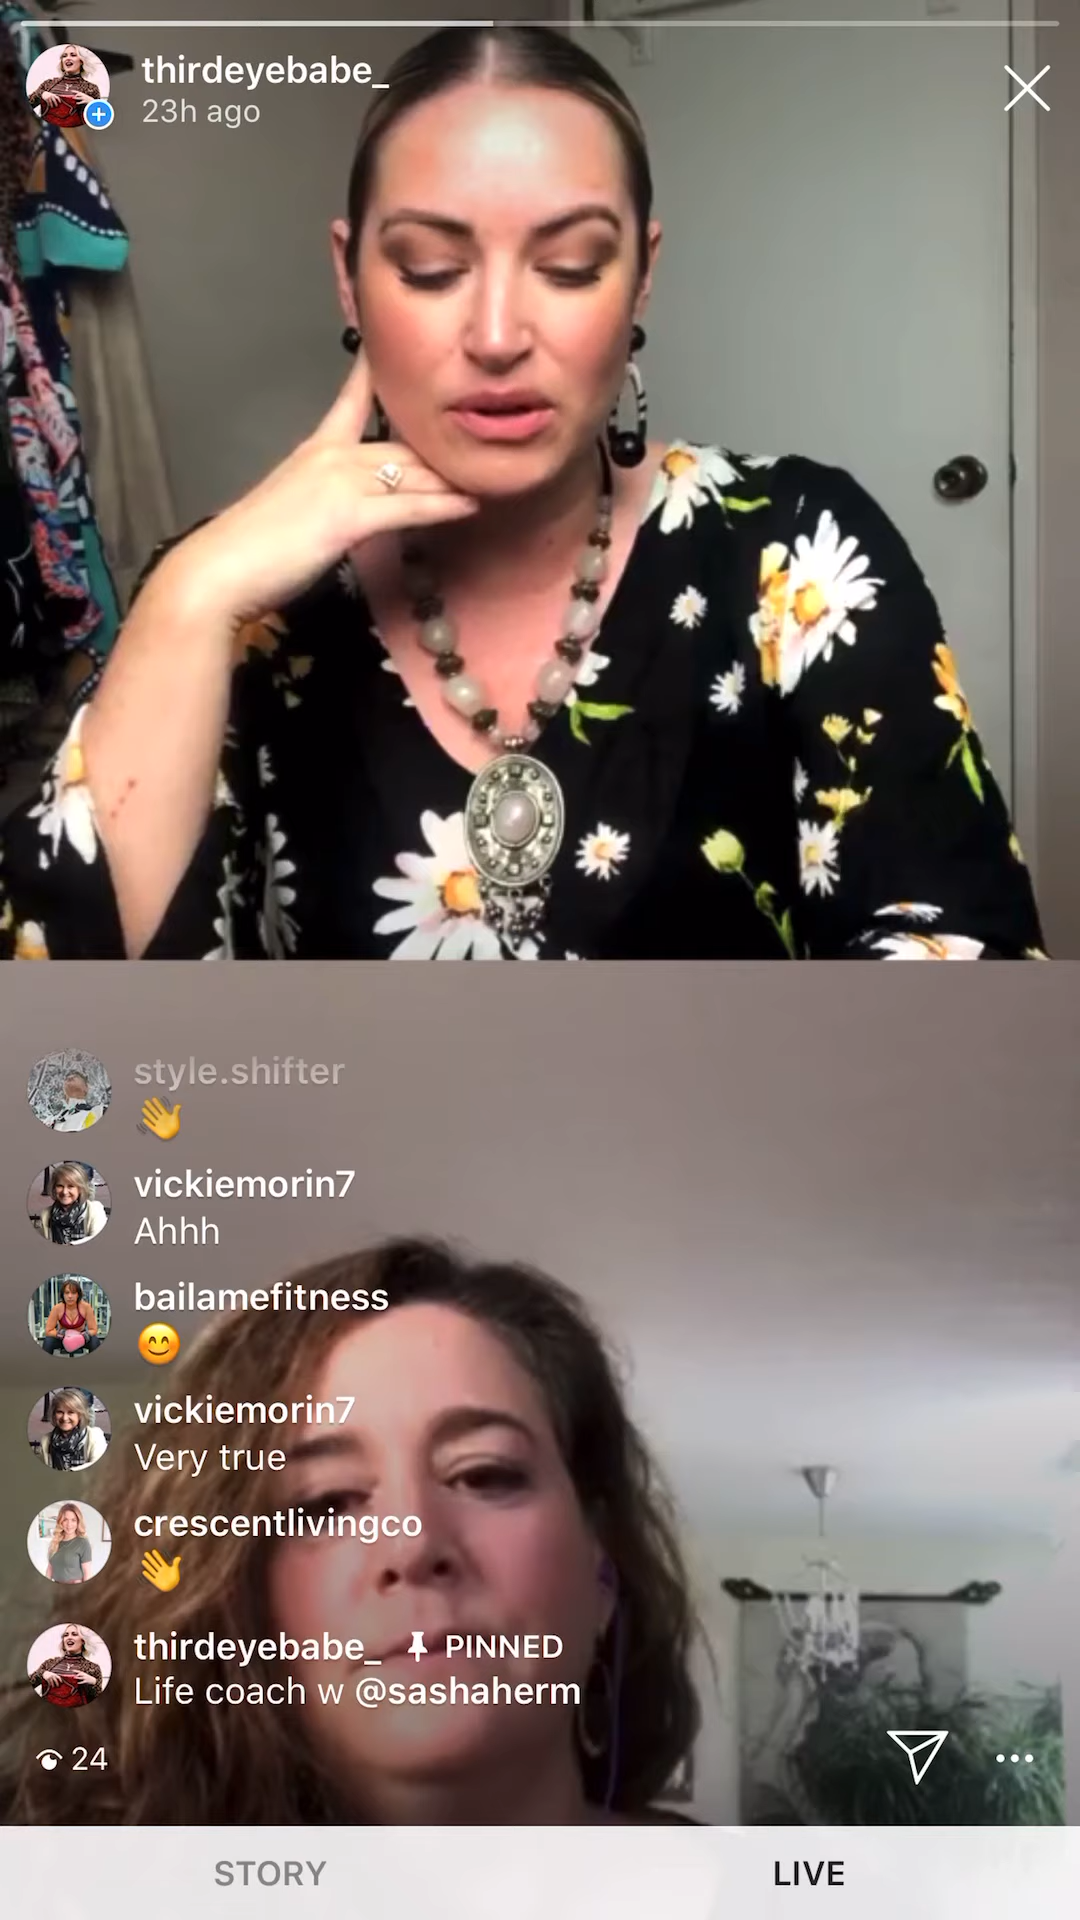 thirdeyebabe_
23h ago
style.shifter
👋
vickiemorin7
Ahhh
bailamefitness
😊
vickiemorin7
Very true
crescentlivingco
👋
thirdeyebabe_ 📌 PINNED
Life coach w @sashaherm
24
STORY
LIVE